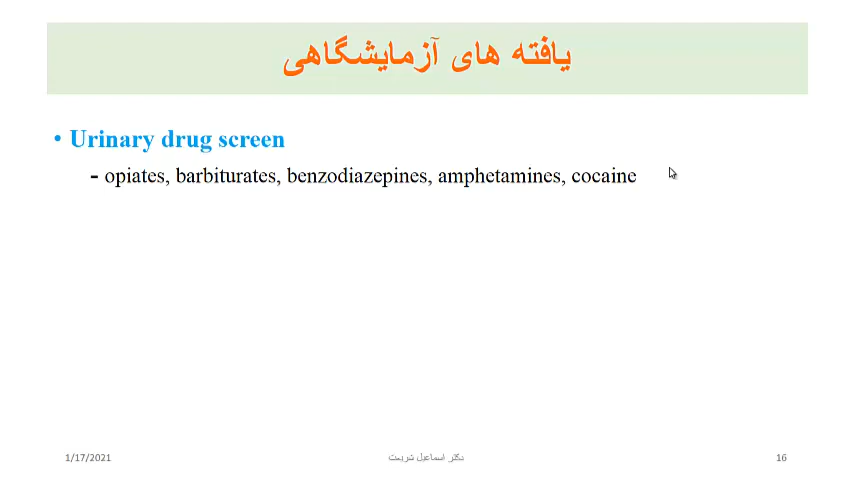 یافته های آزمایشگاهی
• Urinary drug screen
- opiates, barbiturates, benzodiazepines, amphetamines, cocaine
1/17/2021
دکتر اسماعیل شریعت
16